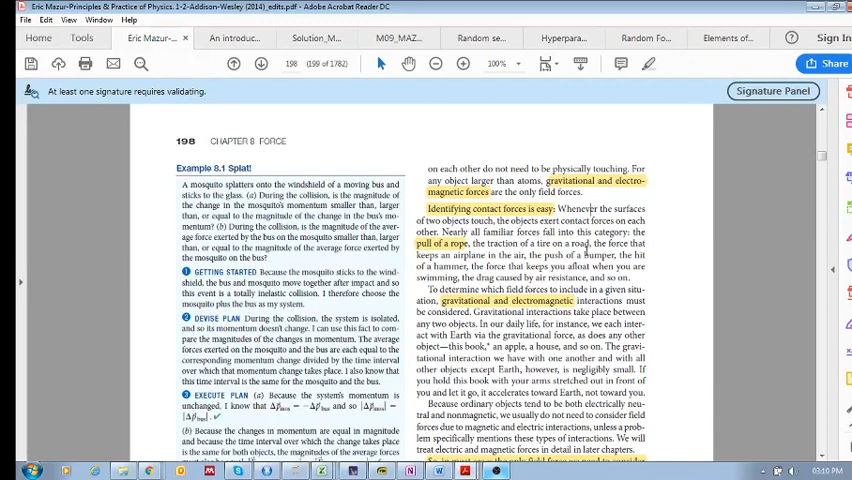 Eric Mazur-Principles & Practice of Physics. 1-2-Addison-Wesley (2014)_edits.pdf - Adobe Acrobat Reader DC
File Edit View Window Help
Home Tools Eric Mazur-... × An introduc... Solution_M... M09_MAZ... Random se... Hyperpara... Random Fo... Elements of... Sign In
198 (199 of 1782) 100% Share
At least one signature requires validating. Signature Panel
198 CHAPTER 8 FORCE
Example 8.1 Splat!
A mosquito splatters onto the windshield of a moving bus and
sticks to the glass. (a) During the collision, is the magnitude of
the change in the mosquito's momentum smaller than, larger
than, or equal to the magnitude of the change in the bus's mo-
mentum? (b) During the collision, is the magnitude of the aver-
age force exerted by the bus on the mosquito smaller than, larger
than, or equal to the magnitude of the average force exerted by
the mosquito on the bus?
1 GETTING STARTED Because the mosquito sticks to the wind-
shield, the bus and mosquito move together after impact and so
this event is a totally inelastic collision. I therefore choose the
mosquito plus the bus as my system.
2 DEVISE PLAN During the collision, the system is isolated,
and so its momentum doesn't change. I can use this fact to com-
pare the magnitudes of the changes in momentum. The average
forces exerted on the mosquito and the bus are each equal to the
corresponding momentum change divided by the time interval
over which that momentum change takes place. I also know that
this time interval is the same for the mosquito and the bus.
3 EXECUTE PLAN (a) Because the system's momentum is
unchanged, I know that Δp⃗mos = −Δp⃗bus and so |Δp⃗mos| =
|Δp⃗bus|. ✔
(b) Because the changes in momentum are equal in magnitude
and because the time interval over which the change takes place
is the same for both objects, the magnitudes of the average forces
on each other do not need to be physically touching. For
any object larger than atoms, gravitational and electro-
magnetic forces are the only field forces.
Identifying contact forces is easy: Whenever the surfaces
of two objects touch, the objects exert contact forces on each
other. Nearly all familiar forces fall into this category: the
pull of a rope, the traction of a tire on a road, the force that
keeps an airplane in the air, the push of a bumper, the hit
of a hammer, the force that keeps you afloat when you are
swimming, the drag caused by air resistance, and so on.
To determine which field forces to include in a given situ-
ation, gravitational and electromagnetic interactions must
be considered. Gravitational interactions take place between
any two objects. In our daily life, for instance, we each inter-
act with Earth via the gravitational force, as does any other
object—this book,* an apple, a house, and so on. The gravi-
tational interaction we have with one another and with all
other objects except Earth, however, is negligibly small. If
you hold this book with your arms stretched out in front of
you and let it go, it accelerates toward Earth, not toward you.
Because ordinary objects tend to be both electrically neu-
tral and nonmagnetic, we usually do not need to consider field
forces due to magnetic and electric interactions, unless a prob-
lem specifically mentions these types of interactions. We will
treat electric and magnetic forces in detail in later chapters.
So, in most cases the only field force we need to consider
03:10 PM